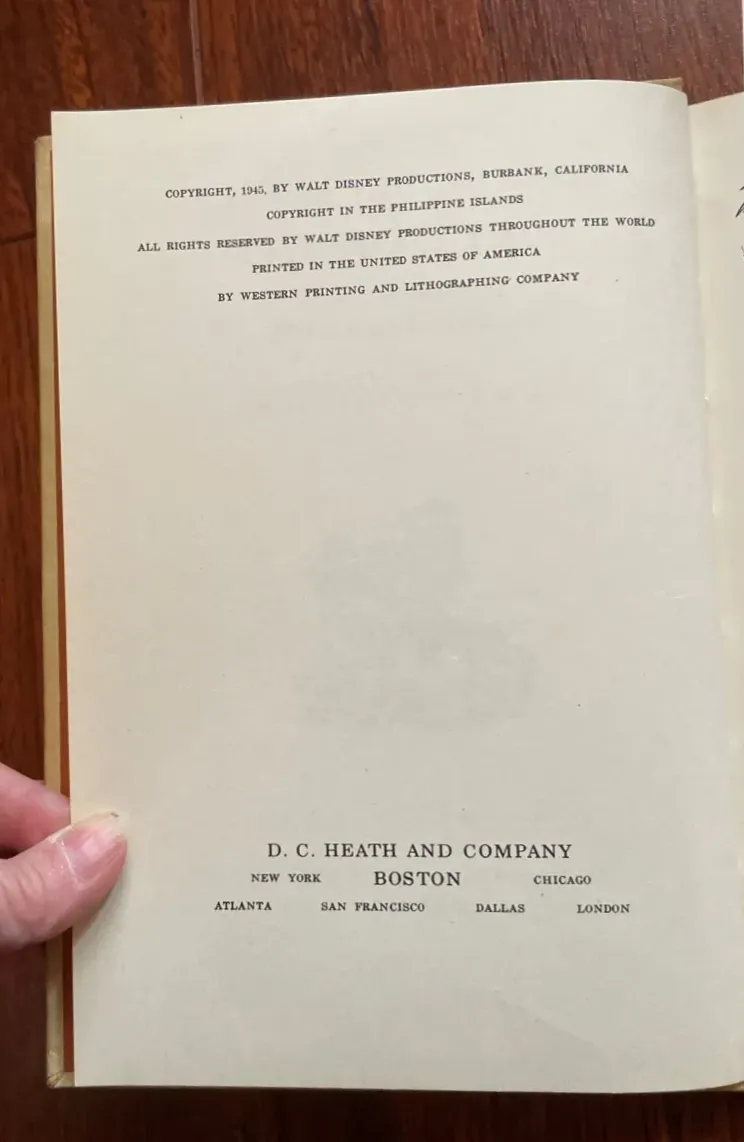 COPYRIGHT, 1945, BY WALT DISNEY PRODUCTIONS, BURBANK, CALIFORNIA
COPYRIGHT IN THE PHILIPPINE ISLANDS
ALL RIGHTS RESERVED BY WALT DISNEY PRODUCTIONS THROUGHOUT THE WORLD
PRINTED IN THE UNITED STATES OF AMERICA
BY WESTERN PRINTING AND LITHOGRAPHING COMPANY
D. C. HEATH AND COMPANY
NEW YORK BOSTON CHICAGO
ATLANTA SAN FRANCISCO DALLAS LONDON